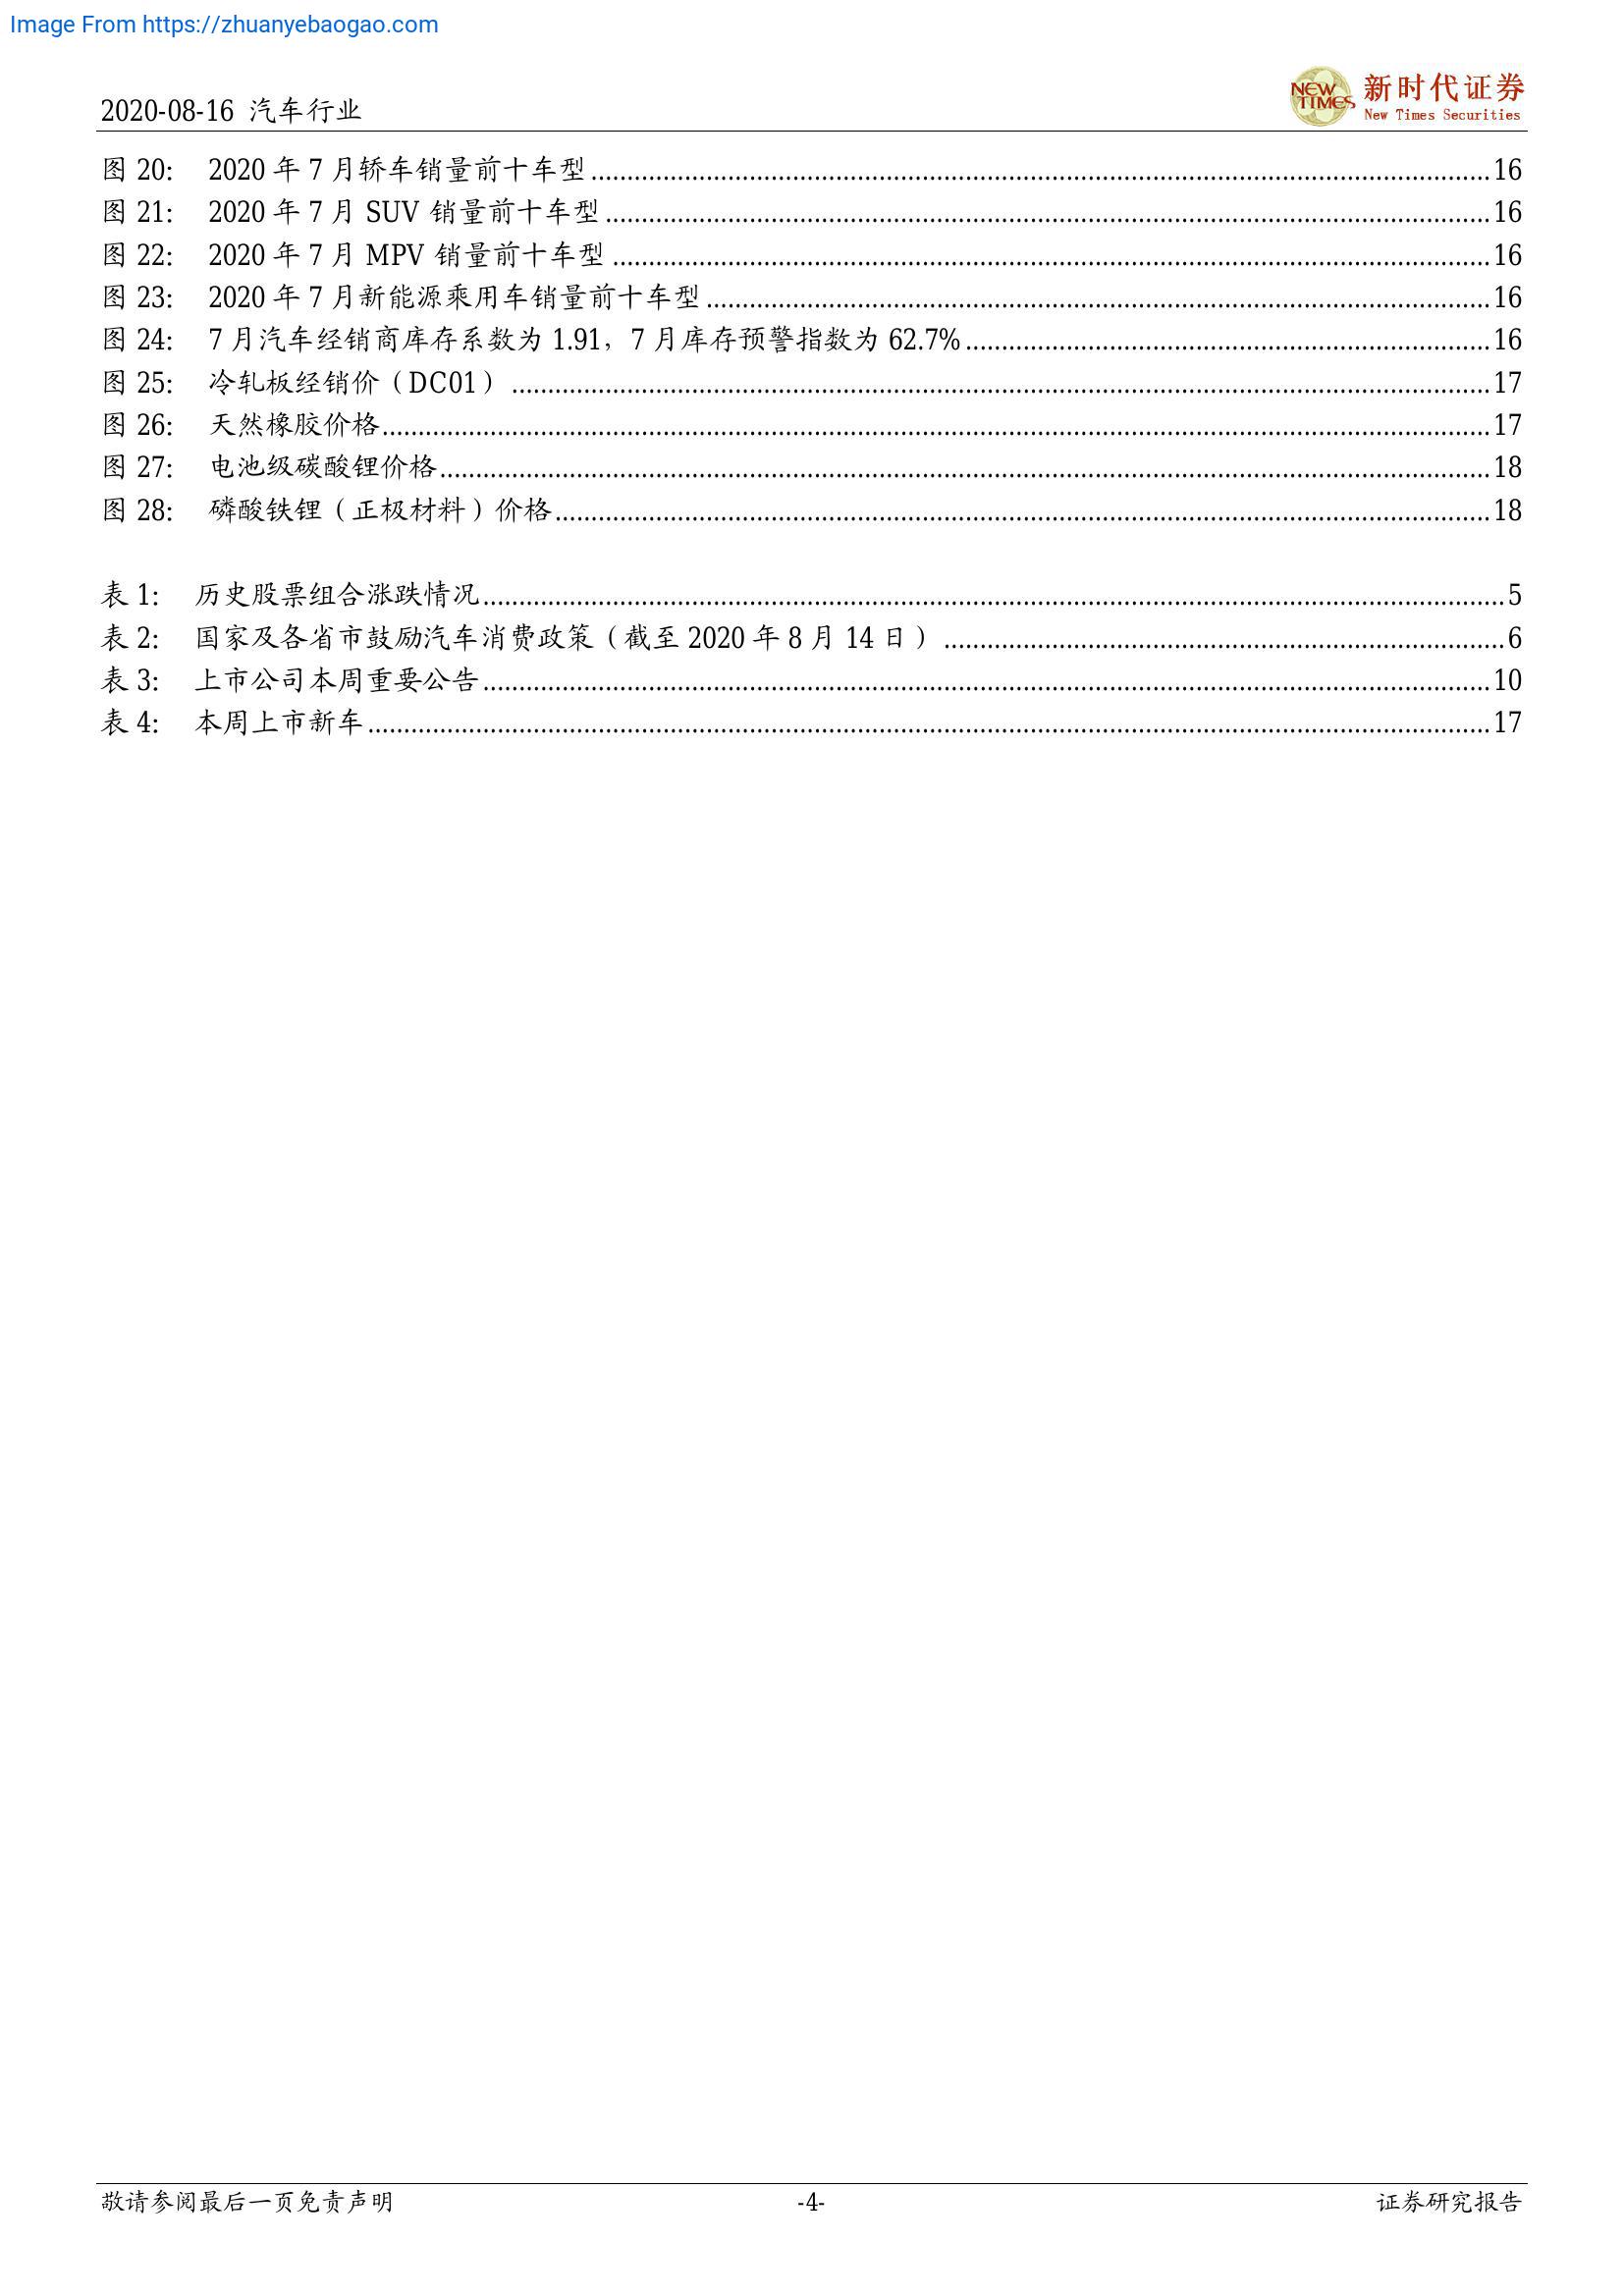 Image From https://zhuanyebaogao.com
2020-08-16 汽车行业
NEW TIMES 新时代证券
New Times Securities
图 20: 2020 年 7 月轿车销量前十车型 16
图 21: 2020 年 7 月 SUV 销量前十车型 16
图 22: 2020 年 7 月 MPV 销量前十车型 16
图 23: 2020 年 7 月新能源乘用车销量前十车型 16
图 24: 7 月汽车经销商库存系数为 1.91，7 月库存预警指数为 62.7% 16
图 25: 冷轧板经销价（DC01） 17
图 26: 天然橡胶价格 17
图 27: 电池级碳酸锂价格 18
图 28: 磷酸铁锂（正极材料）价格 18
表 1: 历史股票组合涨跌情况 5
表 2: 国家及各省市鼓励汽车消费政策（截至 2020 年 8 月 14 日） 6
表 3: 上市公司本周重要公告 10
表 4: 本周上市新车 17
敬请参阅最后一页免责声明 -4- 证券研究报告